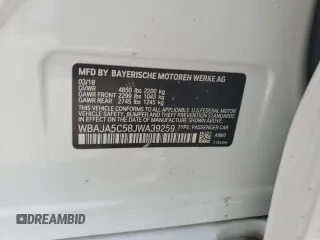 MFD BY BAYERISCHE MOTOREN WERKE AG
03/18
GVWR 4850 lbs 2200 kg
GAWR FRONT 2299 lbs 1043 kg
GAWR REAR 2745 lbs 1245 kg
THIS VEHICLE CONFORMS TO ALL APPLICABLE U.S. FEDERAL MOTOR
VEHICLE SAFETY, BUMPER, AND THEFT PREVENTION STANDARDS
IN EFFECT ON THE DATE OF MANUFACTURE SHOWN ABOVE.
WBAJA5C58JWA39259 TYPE: PASSENGER CAR
DREAMBID